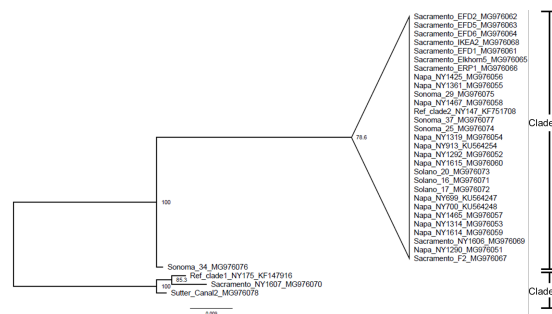 Sacramento_EFD2_MG976062
Sacramento_EFD5_MG976063
Sacramento_EFD6_MG976064
Sacramento_IKEA2_MG976068
Sacramento_EFD1_MG976061
Sacramento_Elkhorn5_MG976065
Sacramento_ERP1_MG976066
Napa_NY1425_MG976056
Napa_NY1361_MG976055
Sonoma_29_MG976075
Napa_NY1467_MG976058
Ref_clade2_NY147_KF751708
Sonoma_37_MG976077
Sonoma_25_MG976074
Napa_NY1319_MG976054
Napa_NY913_KU564254
Napa_NY1292_MG976052
Napa_NY1615_MG976060
Solano_20_MG976073
Solano_16_MG976071
Solano_17_MG976072
Napa_NY699_KU564247
Napa_NY700_KU564248
Napa_NY1465_MG976057
Napa_NY1314_MG976053
Napa_NY1614_MG976059
Sacramento_NY1606_MG976069
Napa_NY1290_MG976051
Sacramento_F2_MG976067
Clade
78.6
100
Sonoma_34_MG976076
Ref_clade1_NY175_KF147916
85.3
Sacramento_NY1607_MG976070
100
Sutter_Canal2_MG976078
Clade